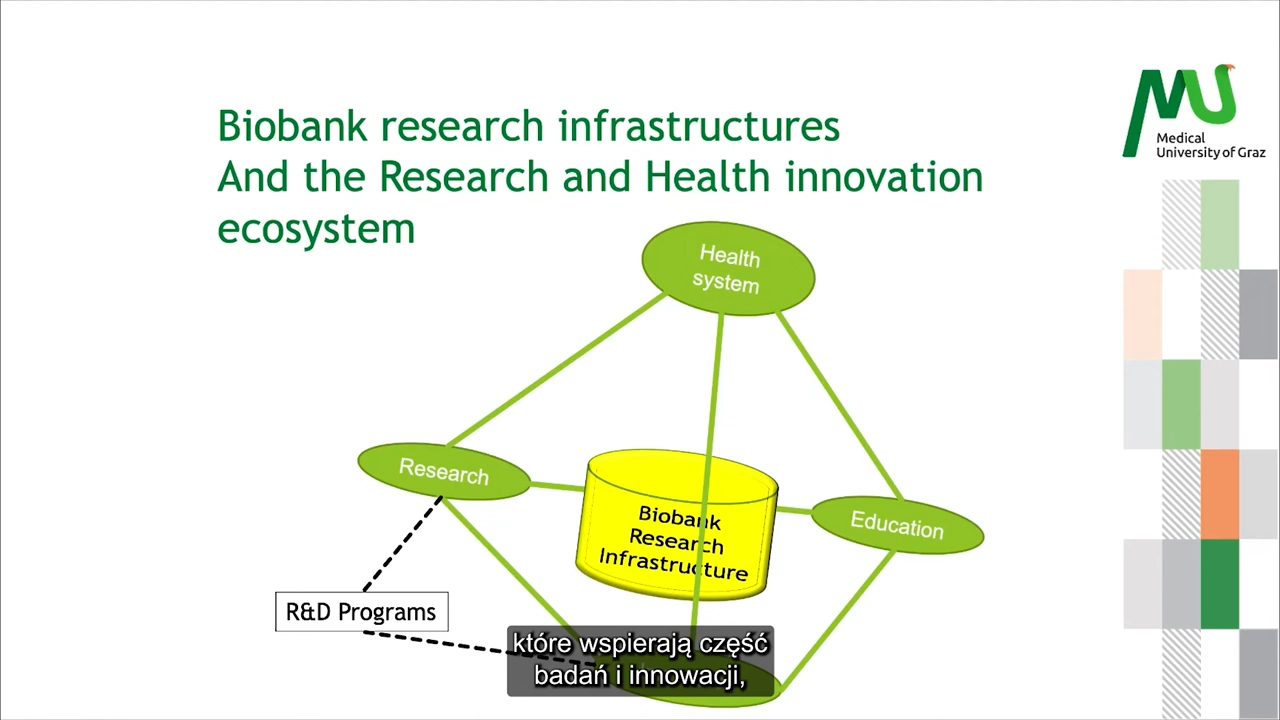 Biobank research infrastructures
And the Research and Health innovation
ecosystem
Medical
University of Graz
Health
system
Research
Biobank
Research
Infrastructure
Education
R&D Programs
które wspierają część
badań i innowacji,